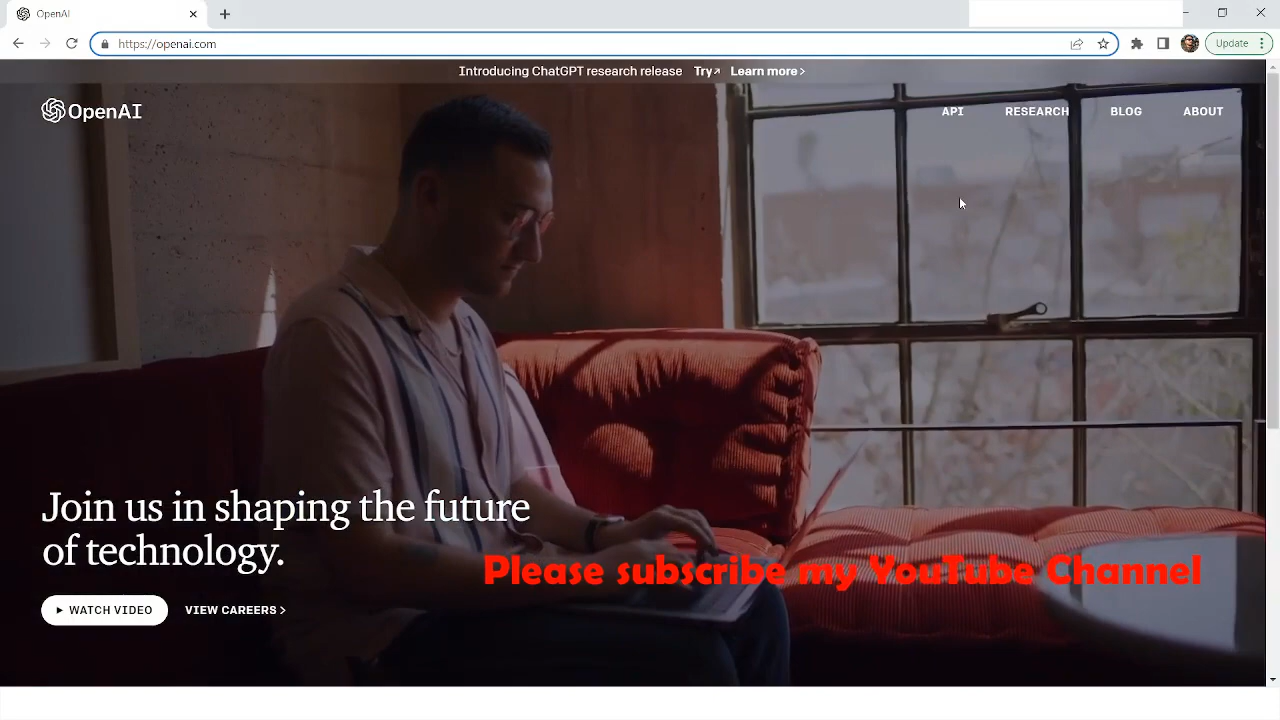 OpenAI
https://openai.com
Update
Introducing ChatGPT research release Try↗ Learn more >
OpenAI
API RESEARCH BLOG ABOUT
Join us in shaping the future
of technology.
Please subscribe my YouTube Channel
WATCH VIDEO VIEW CAREERS >